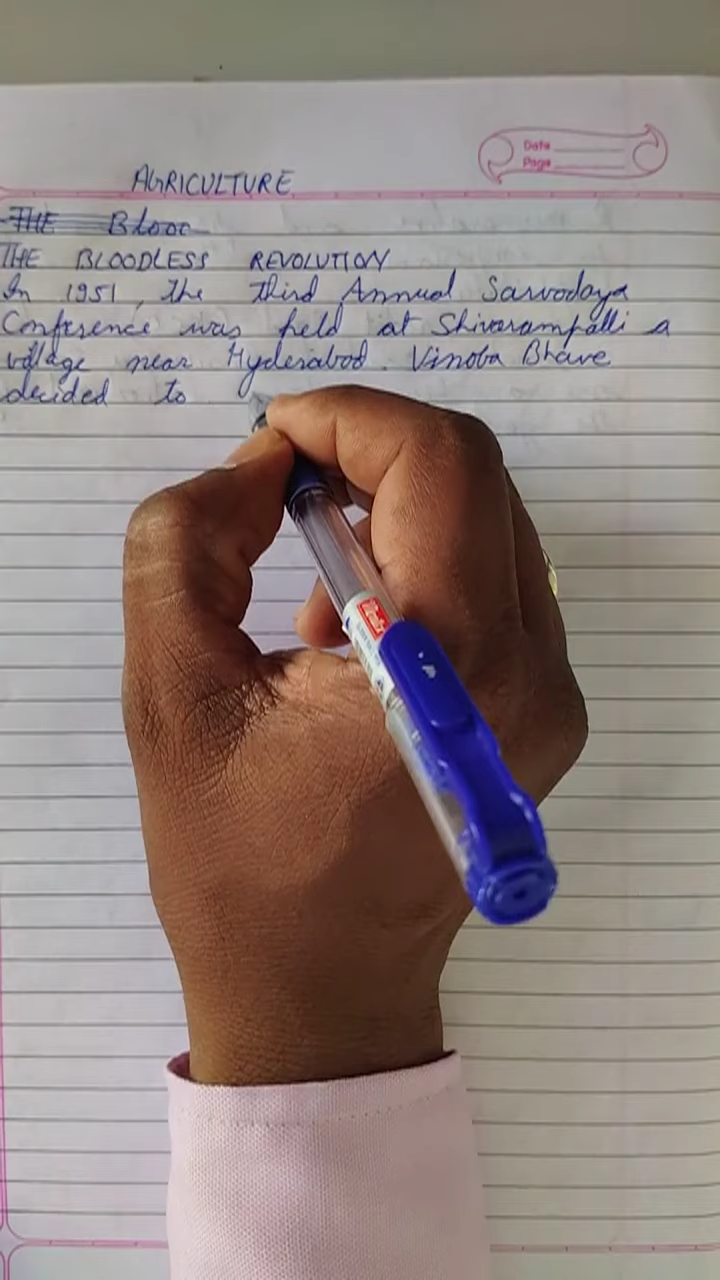 Date
Page
AGRICULTURE
THE Blooc
THE BLOODLESS REVOLUTION
In 1951, the third Annual Sarvodaya
Conference was held at Shivarampalli a
village near Hyderabad. Vinoba Bhave
decided to